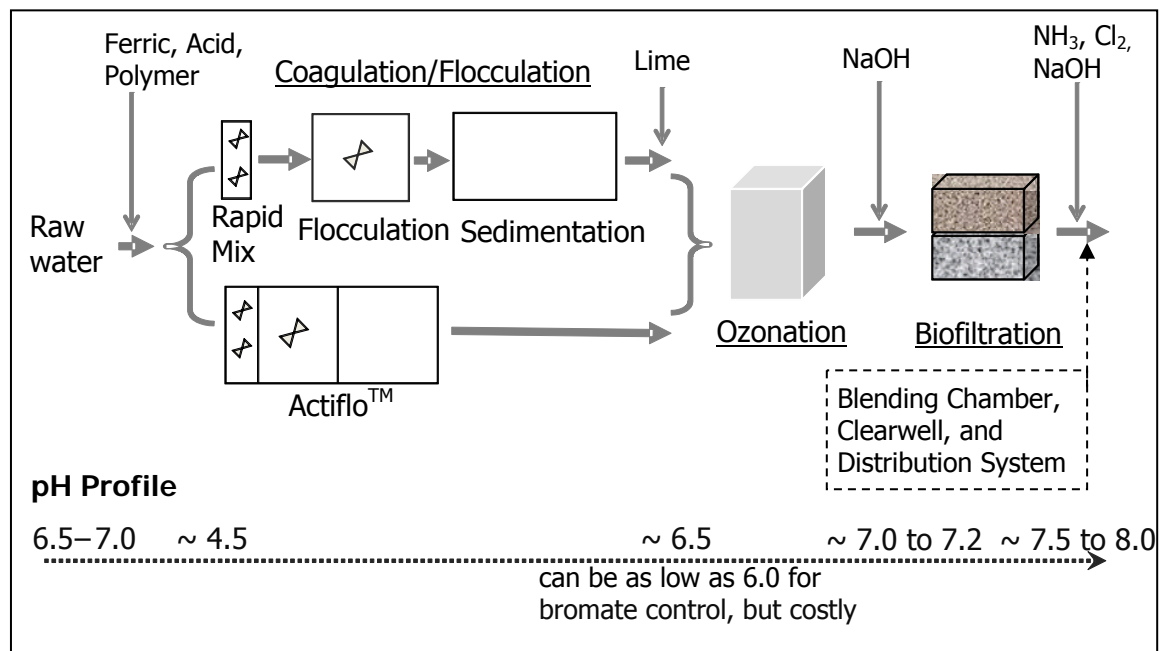 Ferric, Acid,
Polymer
Coagulation/Flocculation
Lime
NaOH
NH₃, Cl₂,
NaOH
Raw
water
Rapid
Mix
Flocculation
Sedimentation
Actiflo™
Ozonation
Biofiltration
Blending Chamber,
Clearwell, and
Distribution System
pH Profile
6.5–7.0 ~ 4.5 ~ 6.5 ~ 7.0 to 7.2 ~ 7.5 to 8.0
can be as low as 6.0 for
bromate control, but costly